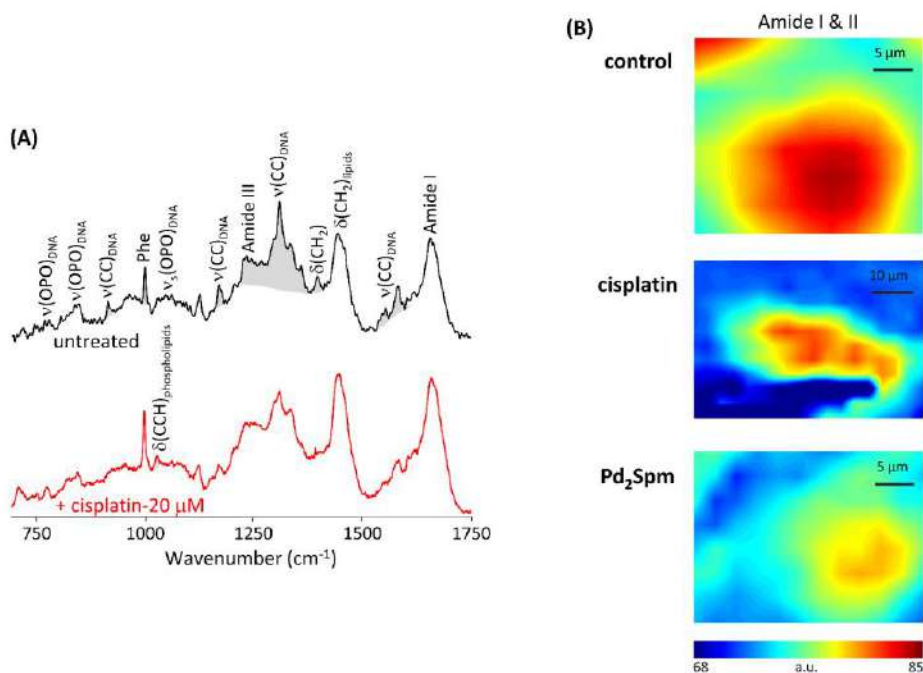 (A)
ν(OPO)DNA
ν(OPO)DNA
ν(CC)DNA
Phe
νs(OPO)DNA
ν(CC)DNA
Amide III
ν(CC)DNA
δ(CH2)
δ(CH2)lipids
ν(CC)DNA
Amide I
untreated
δ(CCH)phospholipids
+ cisplatin-20 μM
750 1000 1250 1500 1750
Wavenumber (cm-1)
(B)
Amide I & II
control
5 μm
cisplatin
10 μm
Pd2Spm
5 μm
68 a.u. 85